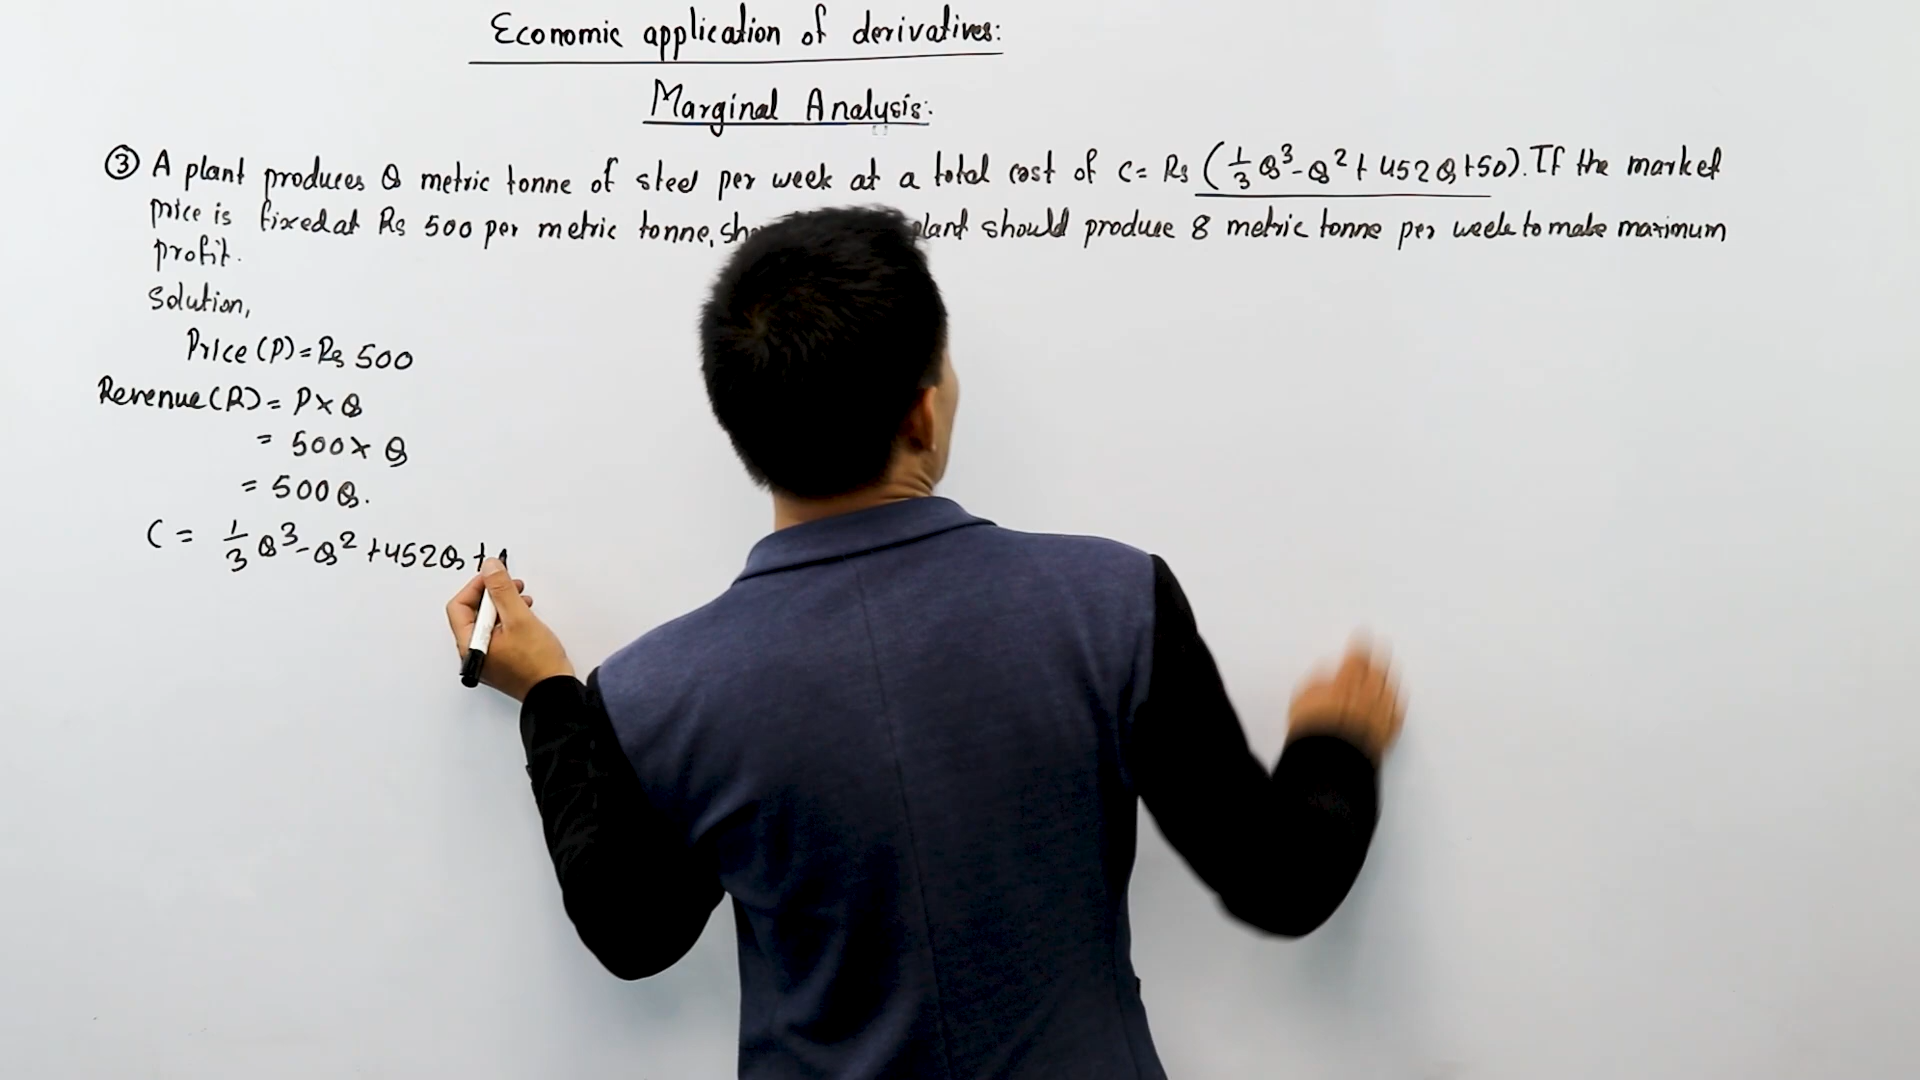 Economic application of derivatives:
Marginal Analysis:
③ A plant produces Q metric tonne of steel per week at a total cost of C = Rs (1/3 Q³ - Q² + 452Q + 50). If the market
price is fixed at Rs 500 per metric tonne, plant should produce 8 metric tonne per week to make maximum
profit.
Solution,
Price (P) = Rs 500
Revenue (R) = P × Q
= 500 × Q
= 500Q.
C = 1/3 Q³ - Q² + 452Q +